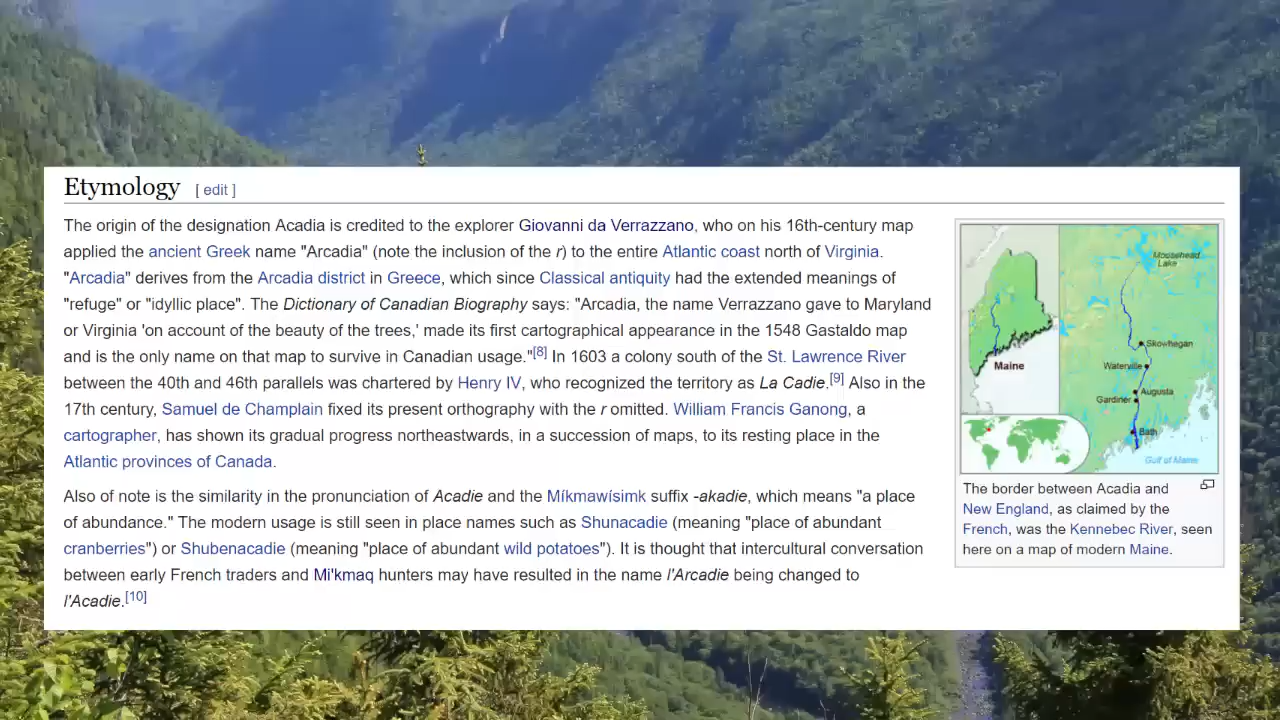 Etymology [ edit ]
The origin of the designation Acadia is credited to the explorer Giovanni da Verrazzano, who on his 16th-century map
applied the ancient Greek name "Arcadia" (note the inclusion of the r) to the entire Atlantic coast north of Virginia.
"Arcadia" derives from the Arcadia district in Greece, which since Classical antiquity had the extended meanings of
"refuge" or "idyllic place". The Dictionary of Canadian Biography says: "Arcadia, the name Verrazzano gave to Maryland
or Virginia 'on account of the beauty of the trees,' made its first cartographical appearance in the 1548 Gastaldo map
and is the only name on that map to survive in Canadian usage."[8] In 1603 a colony south of the St. Lawrence River
between the 40th and 46th parallels was chartered by Henry IV, who recognized the territory as La Cadie.[9] Also in the
17th century, Samuel de Champlain fixed its present orthography with the r omitted. William Francis Ganong, a
cartographer, has shown its gradual progress northeastwards, in a succession of maps, to its resting place in the
Atlantic provinces of Canada.
Also of note is the similarity in the pronunciation of Acadie and the Míkmawísimk suffix -akadie, which means "a place
of abundance." The modern usage is still seen in place names such as Shunacadie (meaning "place of abundant
cranberries") or Shubenacadie (meaning "place of abundant wild potatoes"). It is thought that intercultural conversation
between early French traders and Mi'kmaq hunters may have resulted in the name l'Arcadie being changed to
l'Acadie.[10]
Moosehead
Lake
Skowhegan
Maine
Waterville
Augusta
Gardiner
Bath
Gulf of Maine
The border between Acadia and
New England, as claimed by the
French, was the Kennebec River, seen
here on a map of modern Maine.